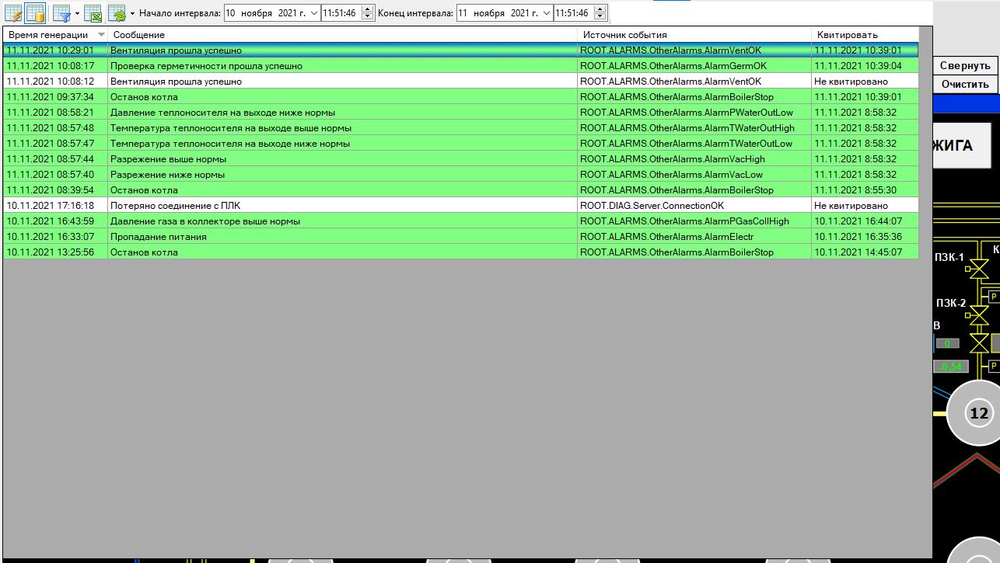 Начало интервала: 10 ноября 2021 г. 11:51:46 Конец интервала: 11 ноября 2021 г. 11:51:46
Время генерации Сообщение Источник события Квитировать
11.11.2021 10:29:01 Вентиляция прошла успешно ROOT.ALARMS.OtherAlarms.AlarmVentOK 11.11.2021 10:39:01
11.11.2021 10:08:17 Проверка герметичности прошла успешно ROOT.ALARMS.OtherAlarms.AlarmGermOK 11.11.2021 10:39:04
11.11.2021 10:08:12 Вентиляция прошла успешно ROOT.ALARMS.OtherAlarms.AlarmVentOK Не квитировано
11.11.2021 09:37:34 Останов котла ROOT.ALARMS.OtherAlarms.AlarmBoilerStop 11.11.2021 10:39:01
11.11.2021 08:58:21 Давление теплоносителя на выходе ниже нормы ROOT.ALARMS.OtherAlarms.AlarmPWaterOutLow 11.11.2021 8:58:32
11.11.2021 08:57:48 Температура теплоносителя на выходе выше нормы ROOT.ALARMS.OtherAlarms.AlarmTWaterOutHigh 11.11.2021 8:58:32
11.11.2021 08:57:47 Температура теплоносителя на выходе ниже нормы ROOT.ALARMS.OtherAlarms.AlarmTWaterOutLow 11.11.2021 8:58:32
11.11.2021 08:57:44 Разрежение выше нормы ROOT.ALARMS.OtherAlarms.AlarmVacHigh 11.11.2021 8:58:32
11.11.2021 08:57:40 Разрежение ниже нормы ROOT.ALARMS.OtherAlarms.AlarmVacLow 11.11.2021 8:58:32
11.11.2021 08:39:54 Останов котла ROOT.ALARMS.OtherAlarms.AlarmBoilerStop 11.11.2021 8:55:30
10.11.2021 17:16:18 Потеряно соединение с ПЛК ROOT.DIAG.Server.ConnectionOK Не квитировано
10.11.2021 16:43:59 Давление газа в коллекторе выше нормы ROOT.ALARMS.OtherAlarms.AlarmPGasCollHigh 10.11.2021 16:44:07
10.11.2021 16:33:07 Пропадание питания ROOT.ALARMS.OtherAlarms.AlarmElectr 10.11.2021 16:35:36
10.11.2021 13:25:56 Останов котла ROOT.ALARMS.OtherAlarms.AlarmBoilerStop 10.11.2021 14:45:07
Свернуть
Очистить
ЖИГА
К
ПЗК-1
P
ПЗК-2
В
0
-0,54
P
12